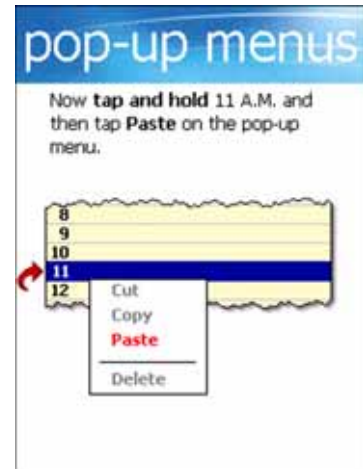 pop-up menus
Now tap and hold 11 A.M. and
then tap Paste on the pop-up
menu.
8
9
10
11
12
Cut
Copy
Paste
Delete